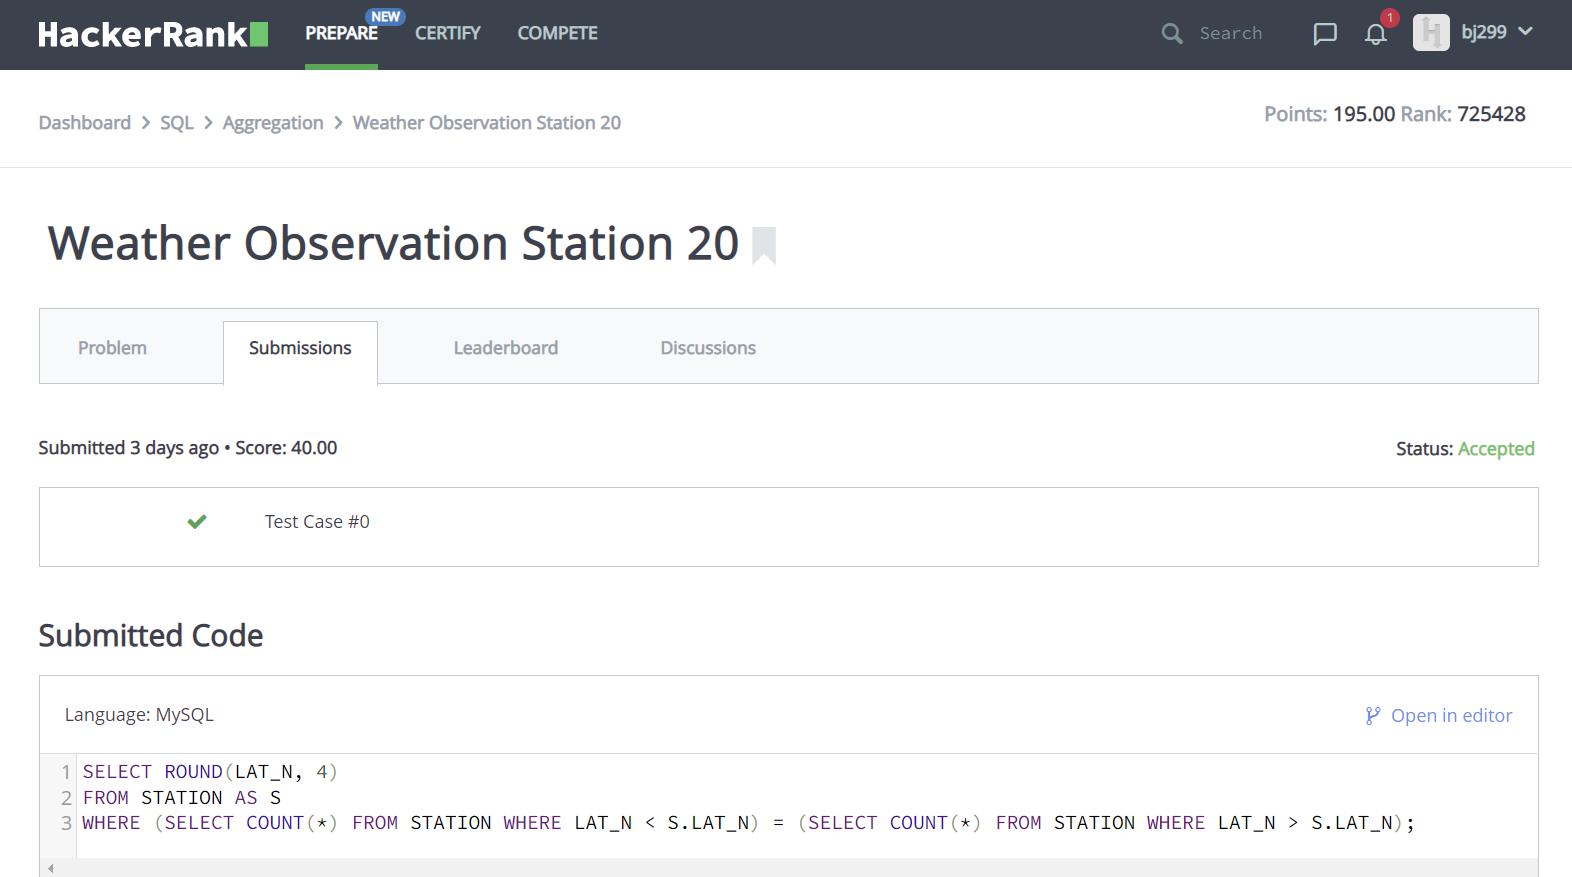 HackerRank PREPARE NEW CERTIFY COMPETE Search 1 H bj299
Dashboard > SQL > Aggregation > Weather Observation Station 20 Points: 195.00 Rank: 725428
Weather Observation Station 20
Problem Submissions Leaderboard Discussions
Submitted 3 days ago • Score: 40.00 Status: Accepted
Test Case #0
Submitted Code
Language: MySQL Open in editor
1 SELECT ROUND(LAT_N, 4)
2 FROM STATION AS S
3 WHERE (SELECT COUNT(*) FROM STATION WHERE LAT_N < S.LAT_N) = (SELECT COUNT(*) FROM STATION WHERE LAT_N > S.LAT_N);